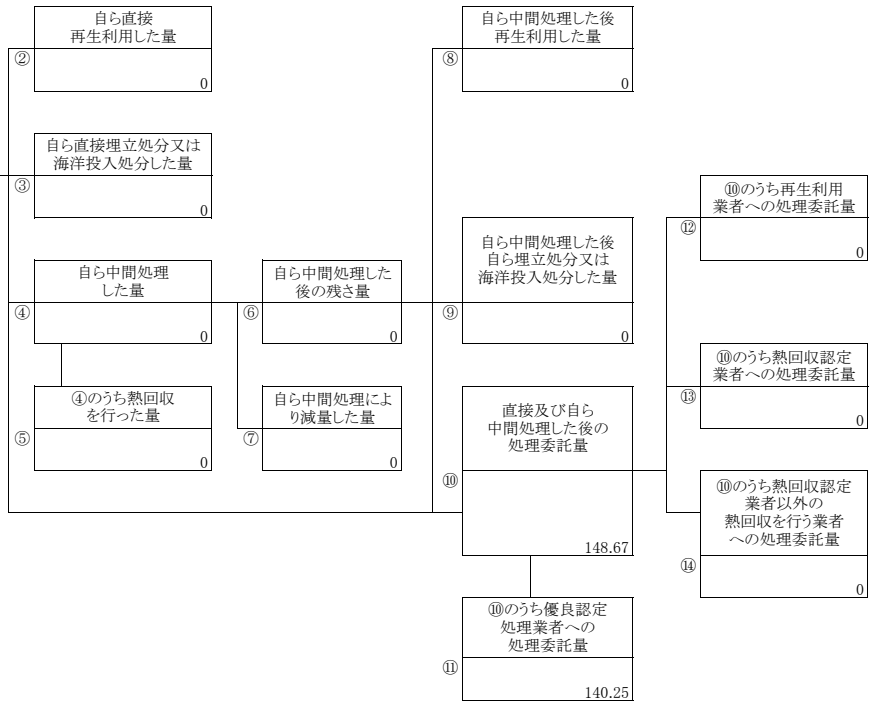 自ら直接
再生利用した量
②
0
自ら直接埋立処分又は
海洋投入処分した量
③
0
自ら中間処理
した量
④
0
④のうち熱回収
を行った量
⑤
0
自ら中間処理した
後の残さ量
⑥
0
自ら中間処理によ
り減量した量
⑦
0
自ら中間処理した後
再生利用した量
⑧
0
自ら中間処理した後
自ら埋立処分又は
海洋投入処分した量
⑨
0
直接及び自ら
中間処理した後の
処理委託量
⑩
148.67
⑩のうち優良認定
処理業者への
処理委託量
⑪
140.25
⑩のうち再生利用
業者への処理委託量
⑫
0
⑩のうち熱回収認定
業者への処理委託量
⑬
0
⑩のうち熱回収認定
業者以外の
熱回収を行う業者
への処理委託量
⑭
0